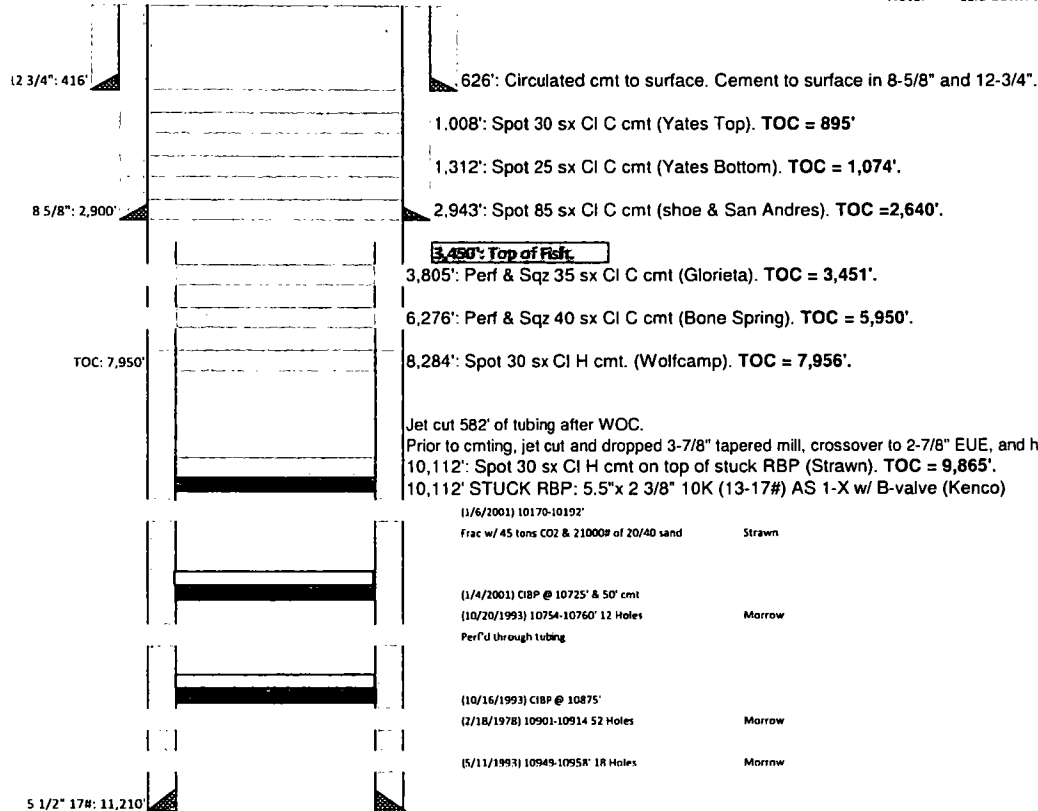 12 3/4": 416'
626': Circulated cmt to surface. Cement to surface in 8-5/8" and 12-3/4".
1,008': Spot 30 sx Cl C cmt (Yates Top). TOC = 895'
1,312': Spot 25 sx Cl C cmt (Yates Bottom). TOC = 1,074'.
8 5/8": 2,900'
2,943': Spot 85 sx Cl C cmt (shoe & San Andres). TOC =2,640'.
3,450': Top of Fish.
3,805': Perf & Sqz 35 sx Cl C cmt (Glorieta). TOC = 3,451'.
6,276': Perf & Sqz 40 sx Cl C cmt (Bone Spring). TOC = 5,950'.
TOC: 7,950'
8,284': Spot 30 sx Cl H cmt. (Wolfcamp). TOC = 7,956'.
Jet cut 582' of tubing after WOC.
Prior to cmting, jet cut and dropped 3-7/8" tapered mill, crossover to 2-7/8" EUE, and
10,112': Spot 30 sx Cl H cmt on top of stuck RBP (Strawn). TOC = 9,865'.
10,112' STUCK RBP: 5.5"x 2 3/8" 10K (13-17#) AS 1-X w/ B-valve (Kenco)
(1/6/2001) 10170-10192'
Frac w/ 45 tons CO2 & 21000# of 20/40 sand Strawn
(1/4/2001) CIBP @ 10725' & 50' cmt
(10/20/1993) 10754-10760' 12 Holes Morrow
Perf'd through tubing
(10/16/1993) CIBP @ 10875'
(2/18/1978) 10901-10914 52 Holes Morrow
(5/11/1993) 10949-10958' 18 Holes Morrow
5 1/2" 17#: 11,210'